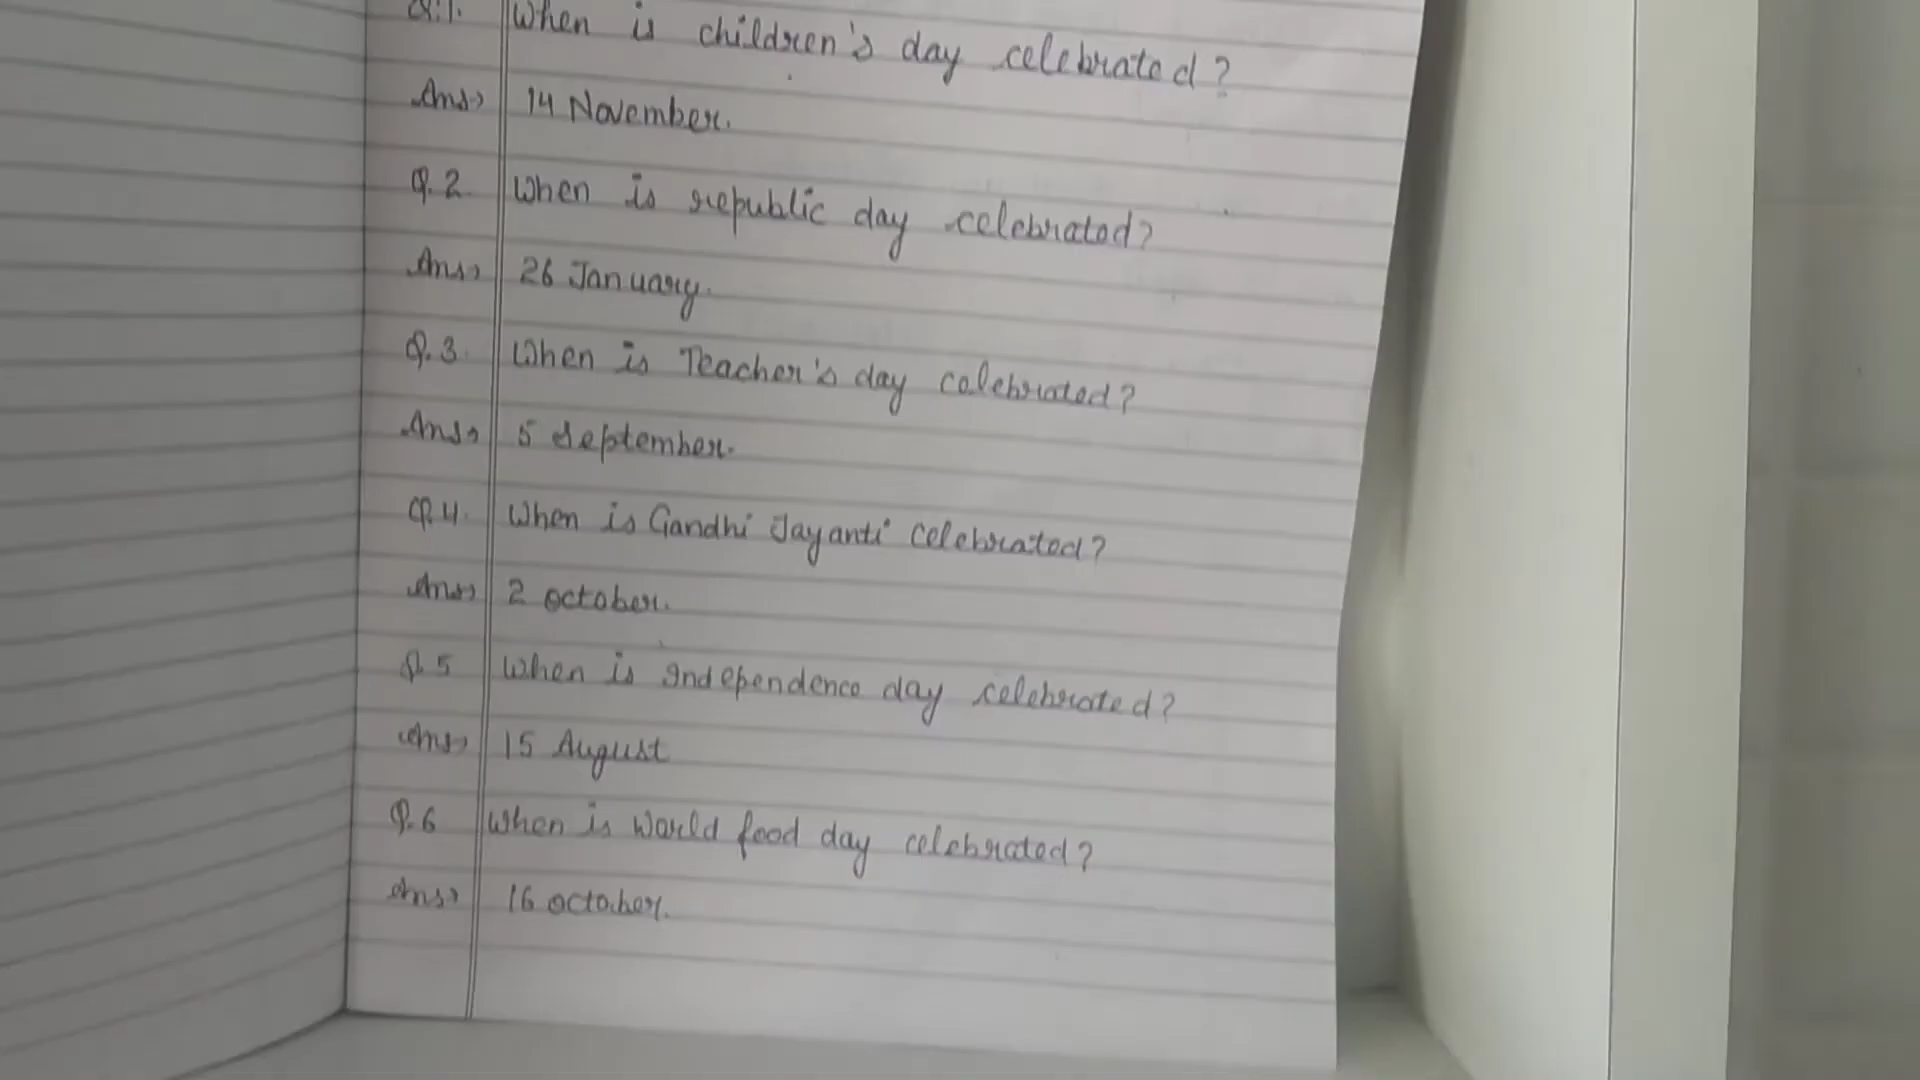 Q.1. When is children's day celebrated?
Ans→ 14 November.
Q.2. When is republic day celebrated?
Ans→ 26 January.
Q.3. When is Teacher's day celebrated?
Ans→ 5 September.
Q.4. When is Gandhi Jayanti celebrated?
Ans→ 2 october.
Q.5 When is Independence day celebrated?
Ans→ 15 August
Q.6 When is World food day celebrated?
Ans→ 16 october.